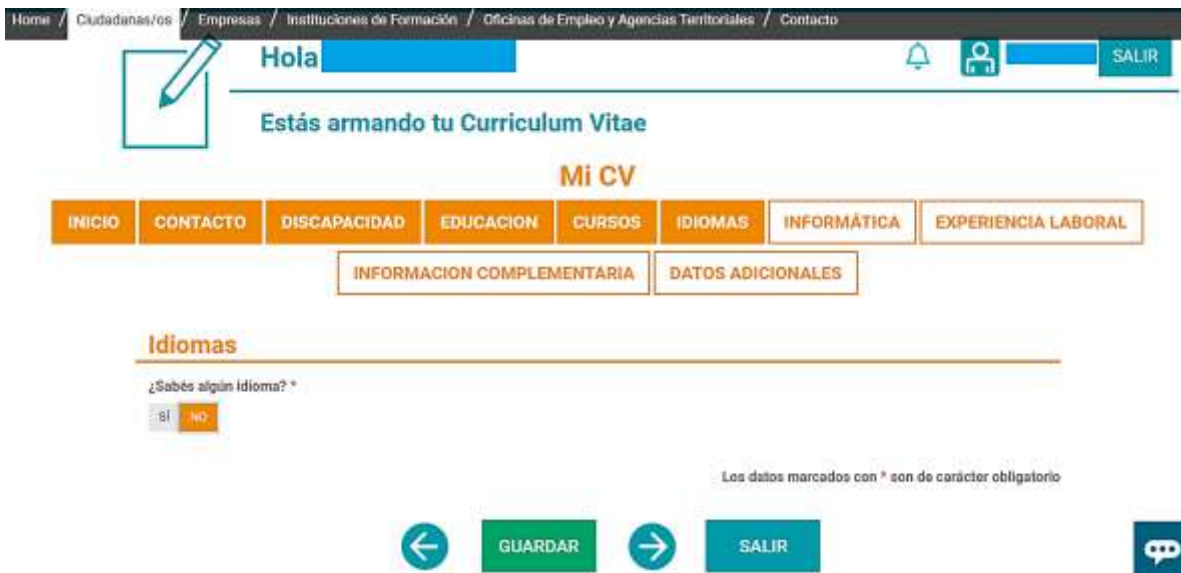 Home / Ciudadanas/os / Empresas / Instituciones de Formación / Oficinas de Empleo y Agencias Territoriales / Contacto
Hola
SALIR
Estás armando tu Curriculum Vitae
Mi CV
INICIO CONTACTO DISCAPACIDAD EDUCACION CURSOS IDIOMAS INFORMÁTICA EXPERIENCIA LABORAL
INFORMACION COMPLEMENTARIA DATOS ADICIONALES
Idiomas
¿Sabés algún idioma? *
SÍ NO
Los datos marcados con * son de carácter obligatorio
GUARDAR SALIR